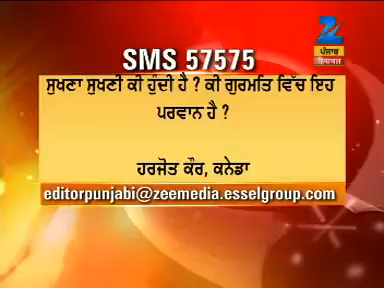 ਪੰਜਾਬ
SMS 57575
ਸੁਖਣਾ ਸੁਖਣੀ ਕੀ ਹੁੰਦੀ ਹੈ ? ਕੀ ਗੁਰਮਤਿ ਵਿੱਚ ਇਹ
ਪਰਵਾਨ ਹੈ ?
ਹਰਜੋਤ ਕੌਰ, ਕਨੇਡਾ
editorpunjabi@zeemedia.esselgroup.com